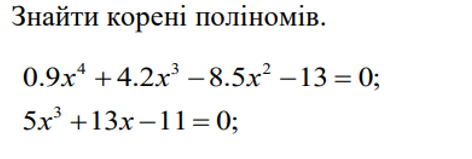 Знайти корені поліномів.
0.9x⁴ + 4.2x³ − 8.5x² − 13 = 0;
5x³ + 13x − 11 = 0;